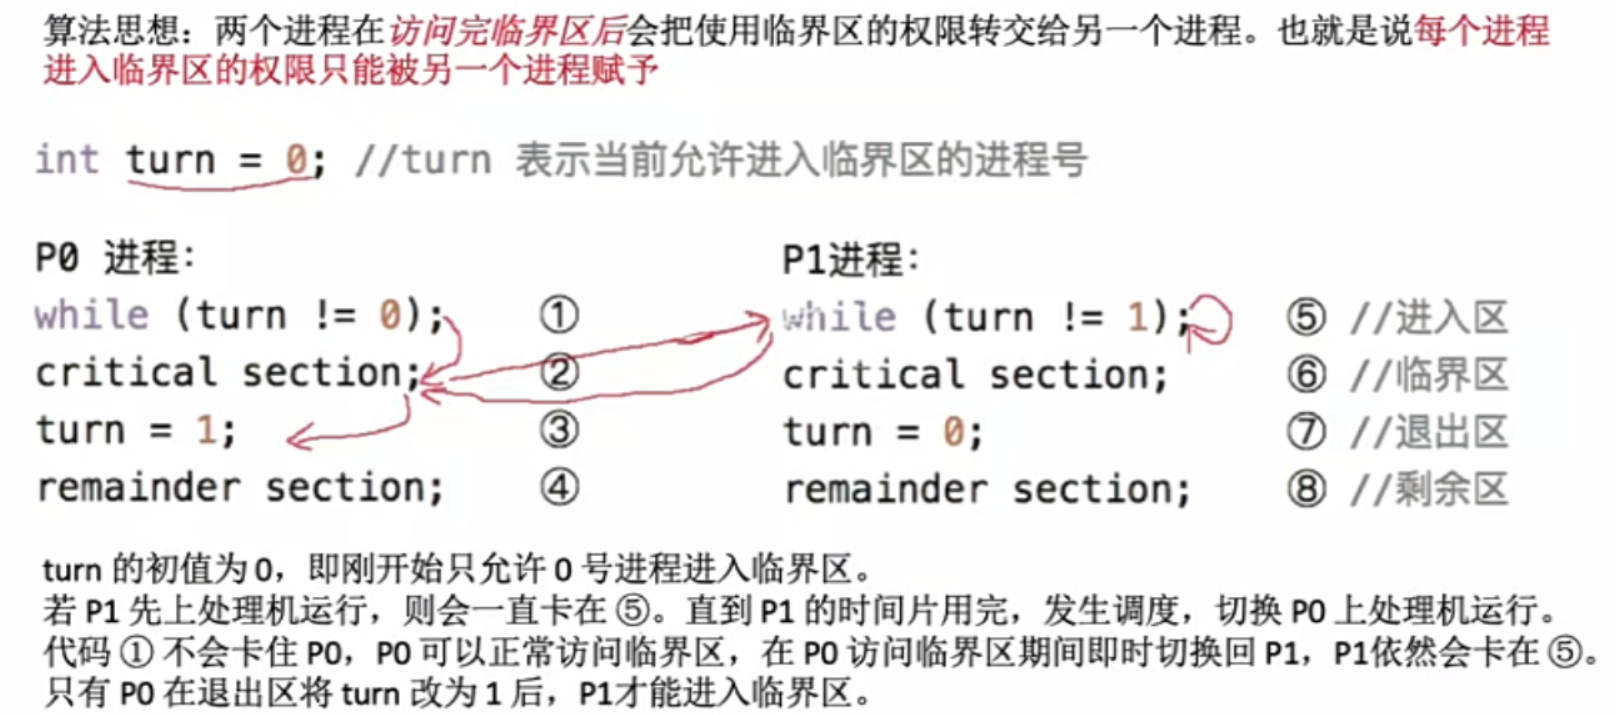 算法思想：两个进程在访问完临界区后会把使用临界区的权限转交给另一个进程。也就是说每个进程
进入临界区的权限只能被另一个进程赋予
int turn = 0; //turn 表示当前允许进入临界区的进程号
P0 进程：
while (turn != 0); ①
critical section; ②
turn = 1; ③
remainder section; ④
P1进程：
while (turn != 1); ⑤ //进入区
critical section; ⑥ //临界区
turn = 0; ⑦ //退出区
remainder section; ⑧ //剩余区
turn 的初值为 0，即刚开始只允许 0 号进程进入临界区。
若 P1 先上处理机运行，则会一直卡在 ⑤。直到 P1 的时间片用完，发生调度，切换 P0 上处理机运行。
代码 ① 不会卡住 P0，P0 可以正常访问临界区，在 P0 访问临界区期间即时切换回 P1，P1依然会卡在 ⑤。
只有 P0 在退出区将 turn 改为 1 后，P1才能进入临界区。